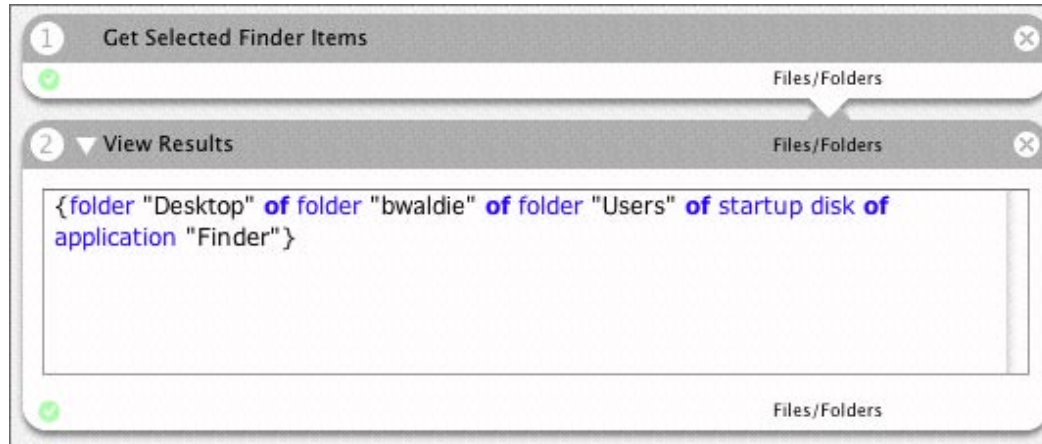 1 Get Selected Finder Items
Files/Folders
2 View Results Files/Folders
{folder "Desktop" of folder "bwaldie" of folder "Users" of startup disk of
application "Finder"}
Files/Folders